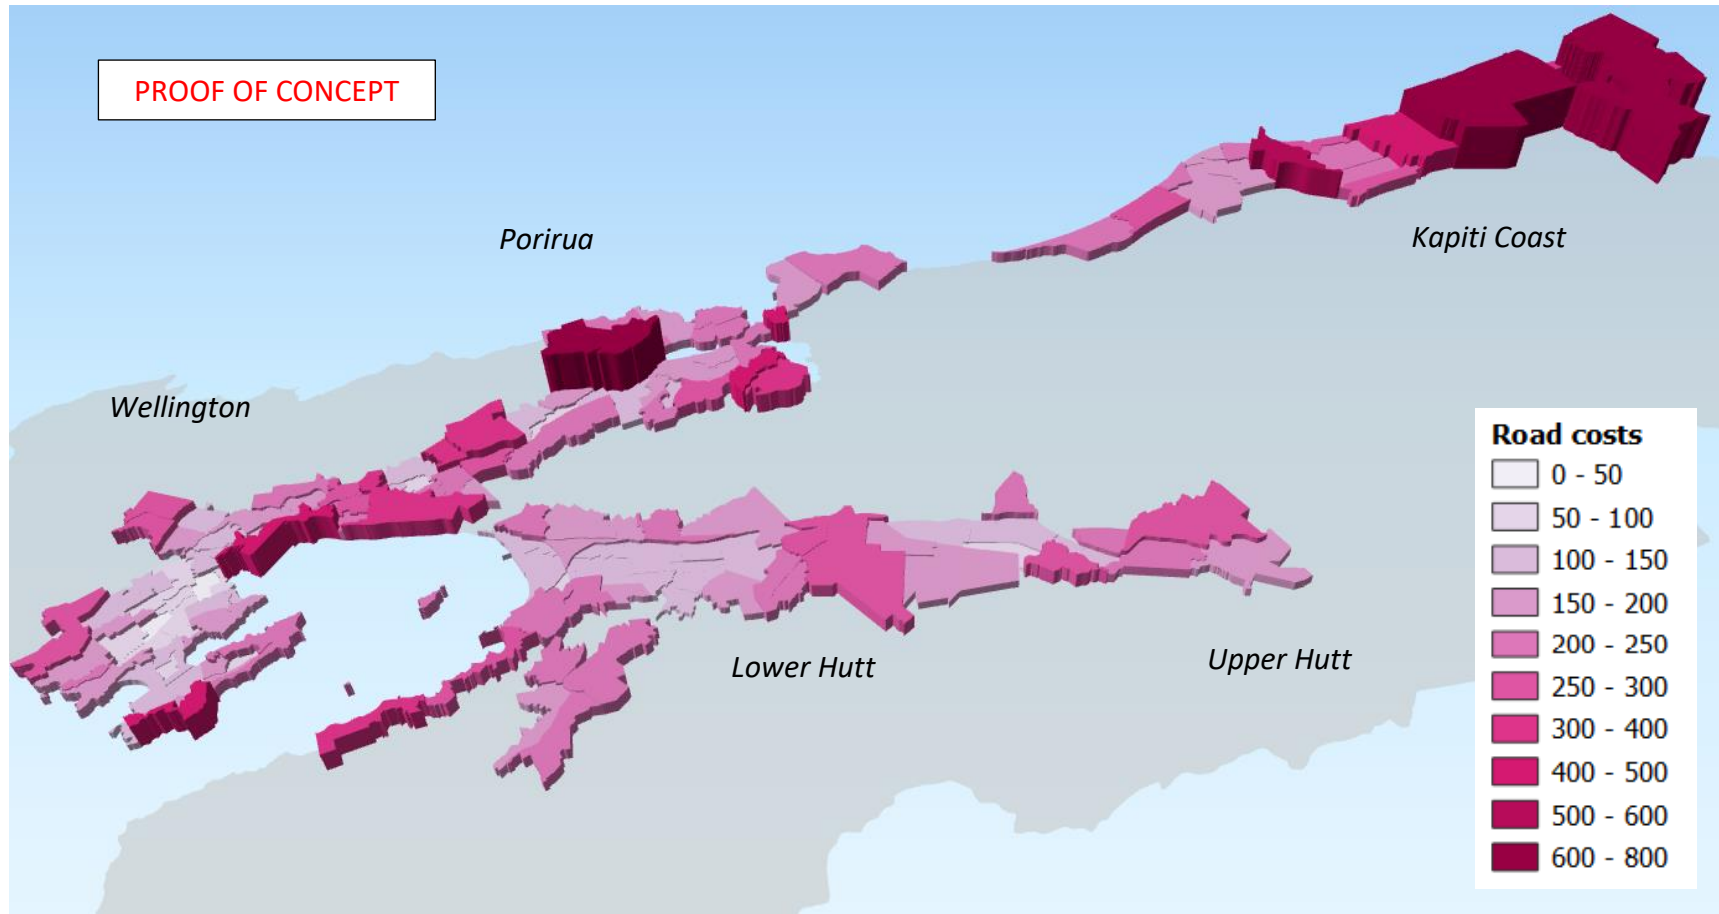 PROOF OF CONCEPT
Porirua
Kapiti Coast
Wellington
Lower Hutt
Upper Hutt
Road costs
0 - 50
50 - 100
100 - 150
150 - 200
200 - 250
250 - 300
300 - 400
400 - 500
500 - 600
600 - 800